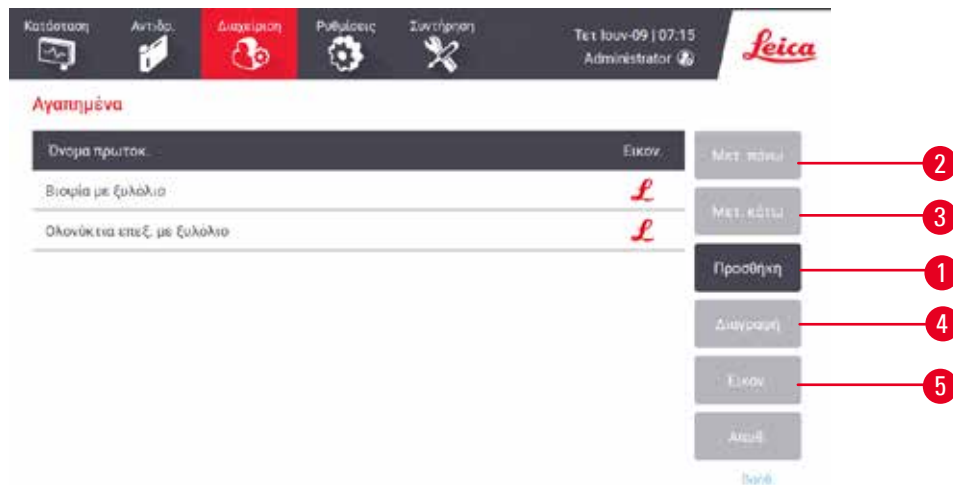 Κατάσταση Αντιδρ. Διαχείριση Ρυθμίσεις Συντήρηση
Τετ Ιουν-09 | 07:15
Administrator
Leica
Αγαπημένα
Όνομα πρωτοκ. Εικον.
Βιοψία με ξυλόλιο
Ολονύκτια επεξ. με ξυλόλιο
Μετ. πάνω
2
Μετ. κάτω
3
Προσθήκη
1
Διαγραφή
4
Εικον.
5
Αποθ.